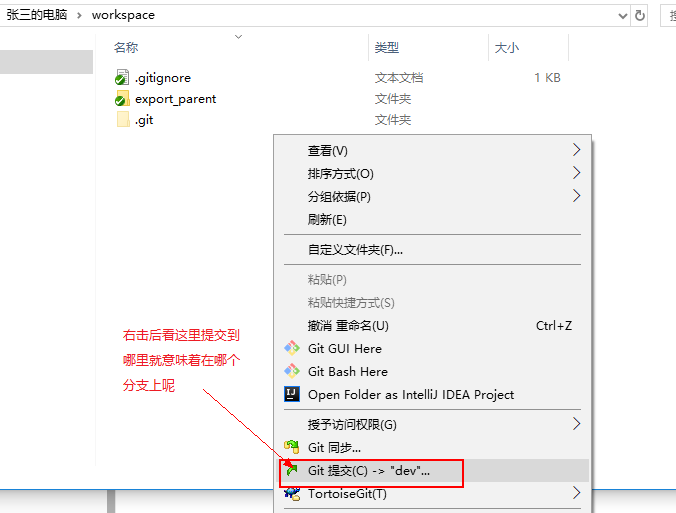 张三的电脑 > workspace
名称 类型 大小
.gitignore 文本文档 1 KB
export_parent 文件夹
.git 文件夹
查看(V)
排序方式(O)
分组依据(P)
刷新(E)
自定义文件夹(F)...
粘贴(P)
粘贴快捷方式(S)
撤消 重命名(U) Ctrl+Z
Git GUI Here
Git Bash Here
Open Folder as IntelliJ IDEA Project
授予访问权限(G)
Git 同步...
Git 提交(C) -> "dev"...
TortoiseGit(T)
右击后看这里提交到
哪里就意味着在哪个
分支上呢